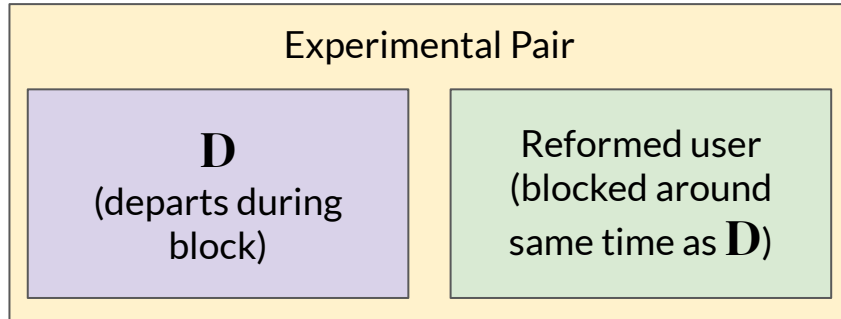 Experimental Pair
D
(departs during
block)
Reformed user
(blocked around
same time as D)